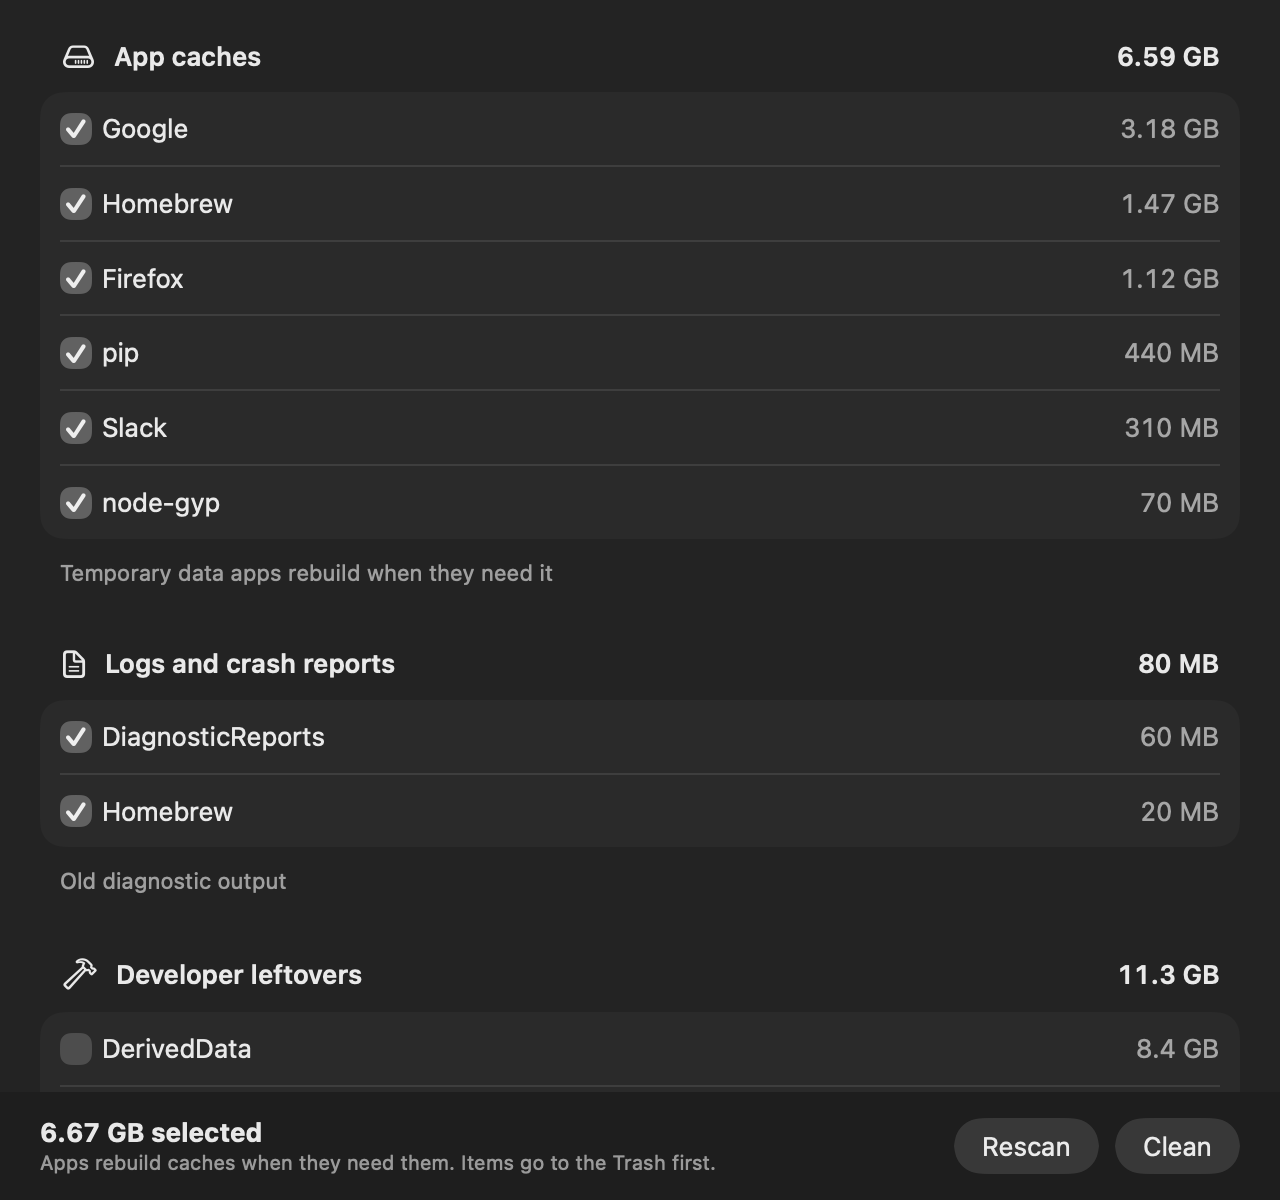 App caches 6.59 GB
Google 3.18 GB
Homebrew 1.47 GB
Firefox 1.12 GB
pip 440 MB
Slack 310 MB
node-gyp 70 MB
Temporary data apps rebuild when they need it
Logs and crash reports 80 MB
DiagnosticReports 60 MB
Homebrew 20 MB
Old diagnostic output
Developer leftovers 11.3 GB
DerivedData 8.4 GB
6.67 GB selected
Apps rebuild caches when they need them. Items go to the Trash first.
Rescan Clean